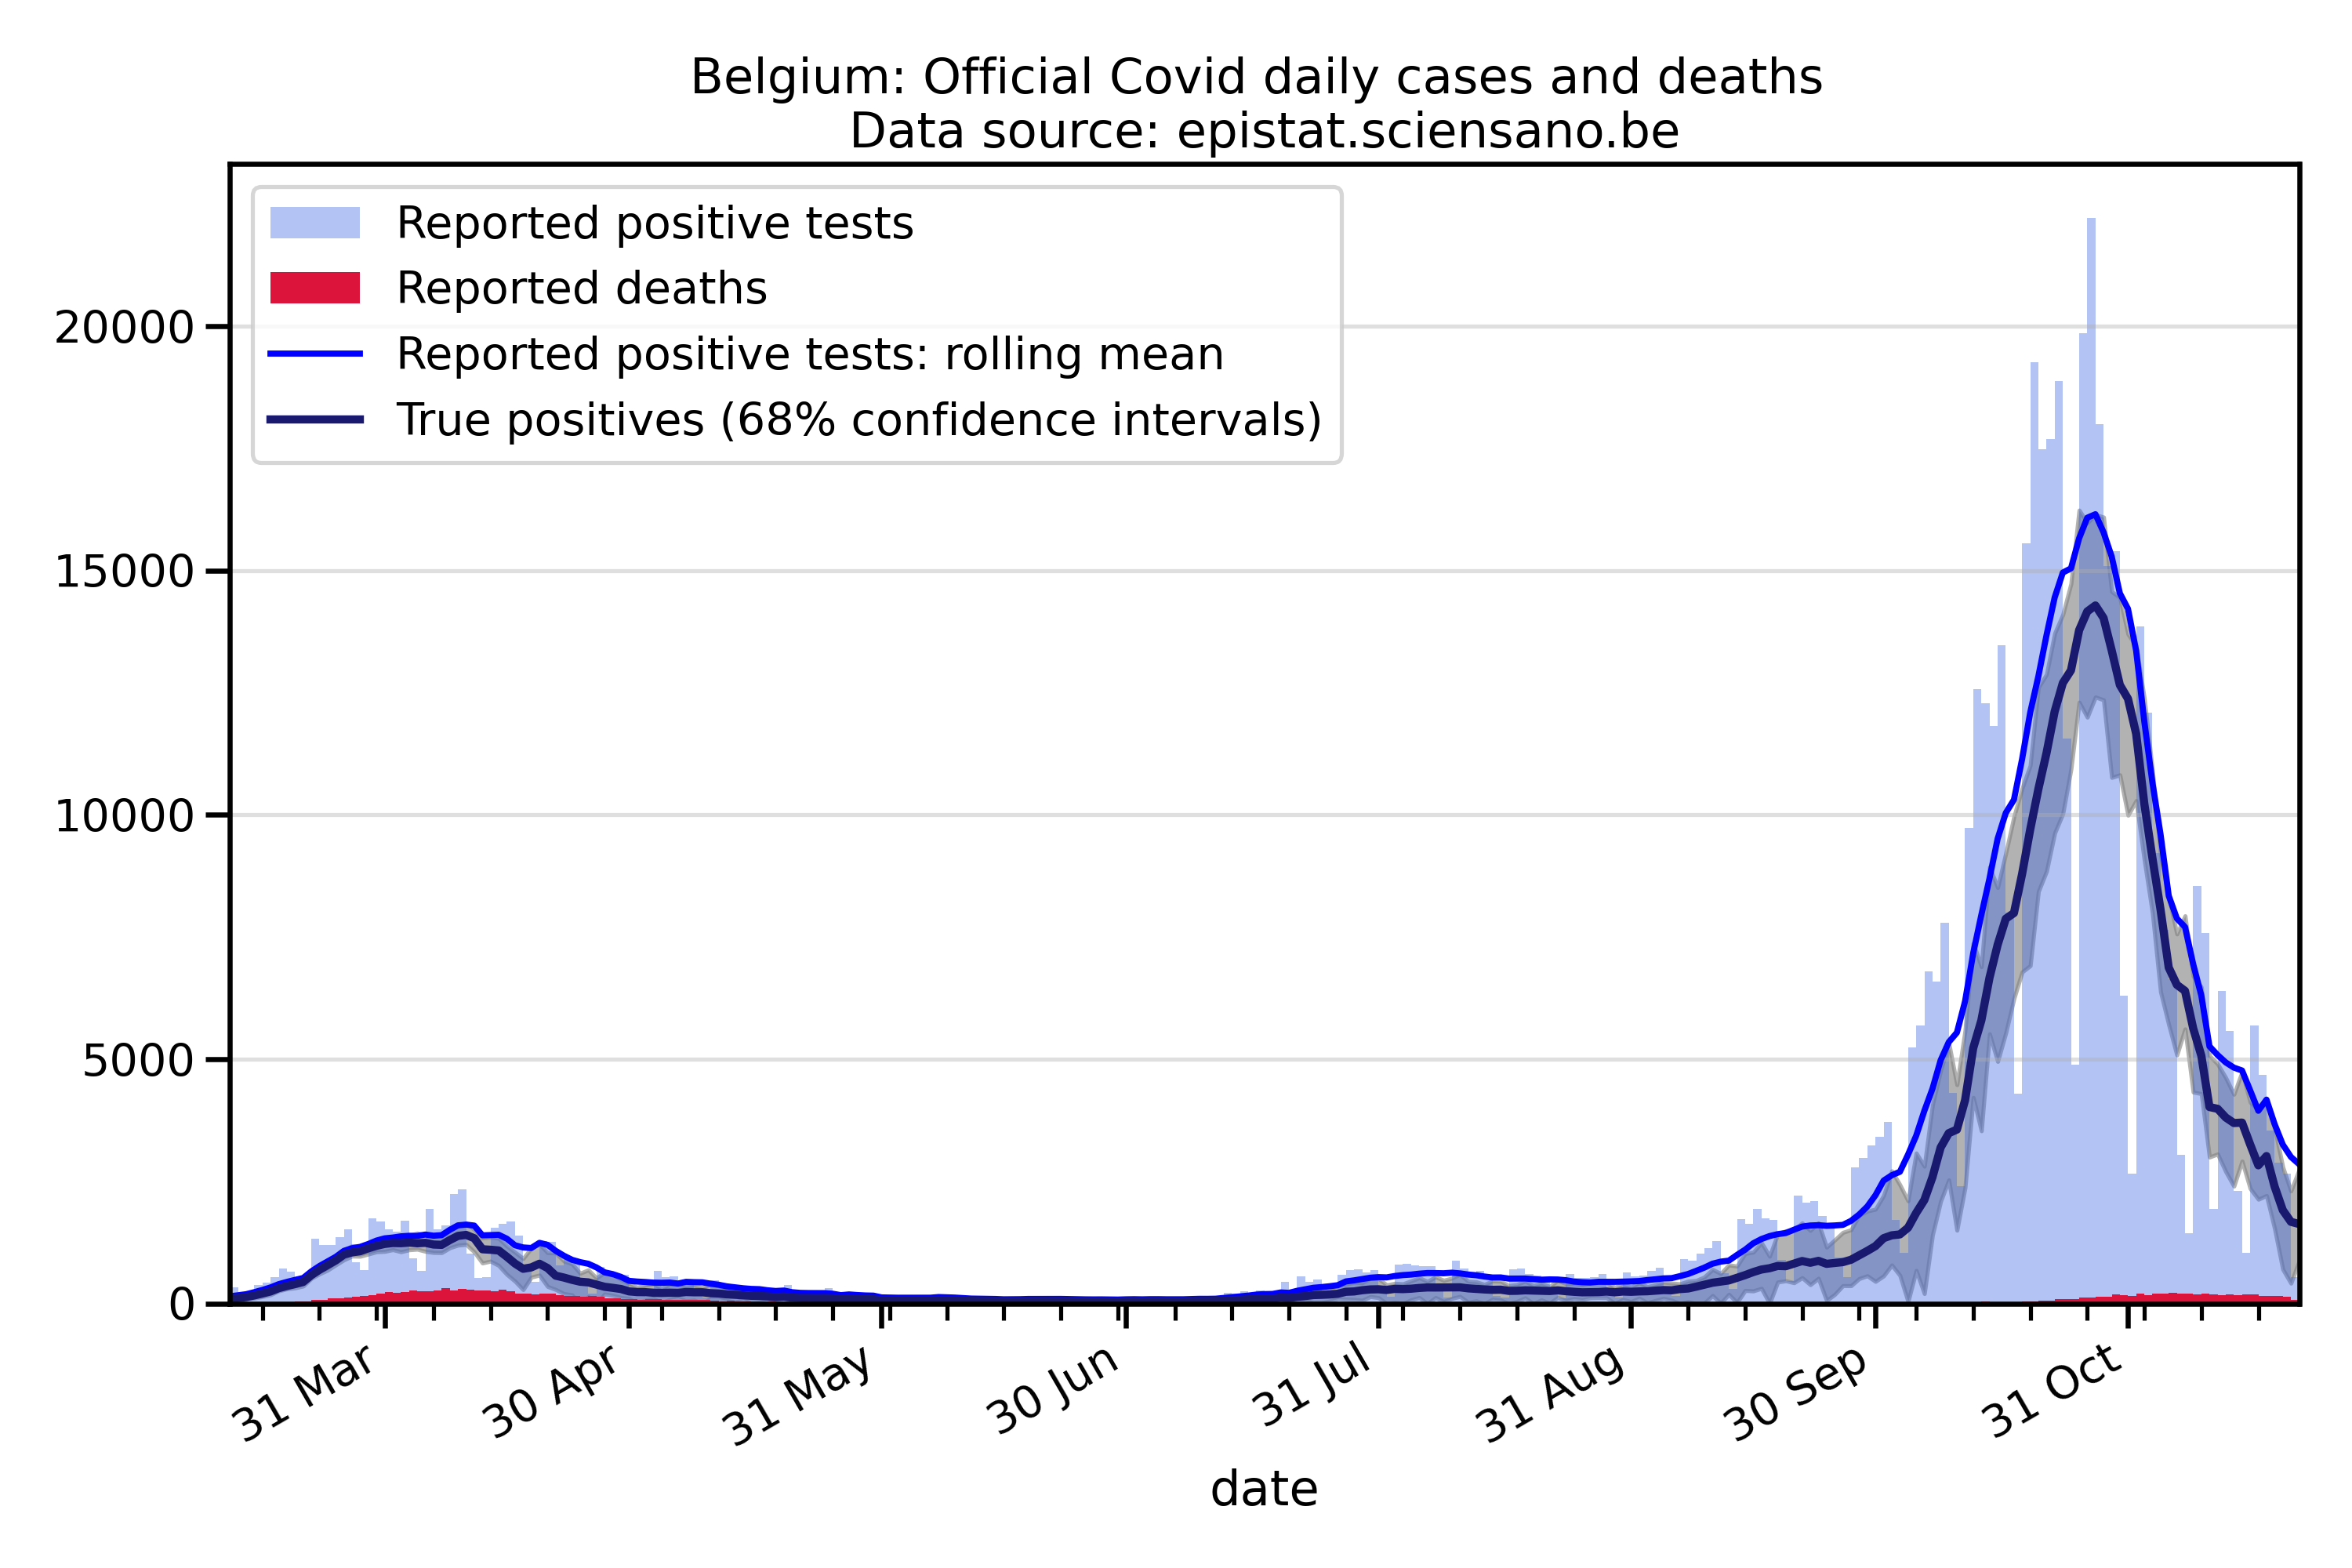 Belgium: Official Covid daily cases and deaths
Data source: epistat.sciensano.be
Reported positive tests
Reported deaths
Reported positive tests: rolling mean
True positives (68% confidence intervals)
20000
15000
10000
5000
0
31 Mar
30 Apr
31 May
30 Jun
31 Jul
31 Aug
30 Sep
31 Oct
date